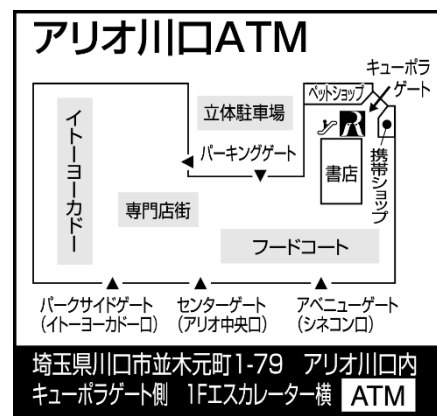 アリオ川口ATM
キューポラ
ゲート
ペットショップ
イトーヨーカドー
立体駐車場
パーキングゲート
書店
携帯ショップ
専門店街
フードコート
パークサイドゲート
(イトーヨーカドー口)
センターゲート
(アリオ中央口)
アベニューゲート
(シネコン口)
埼玉県川口市並木元町1-79 アリオ川口内
キューポラゲート側 1Fエスカレーター横 ATM